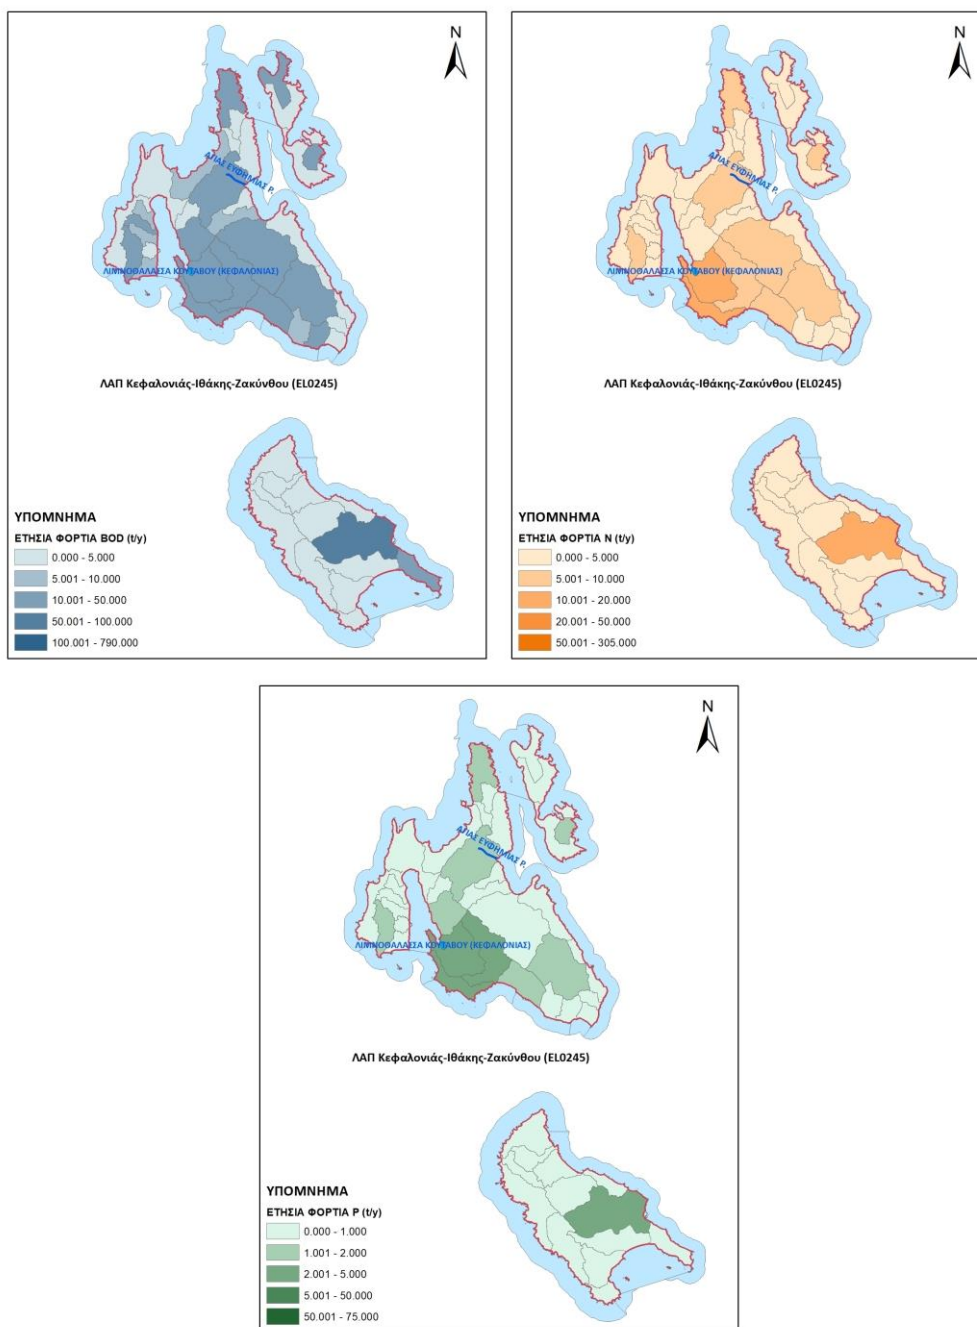 N
ΑΓΙΑΣ ΕΥΦΗΜΙΑΣ Ρ.
ΛΙΜΝΟΘΑΛΑΣΣΑ ΚΟΥΤΑΒΟΥ (ΚΕΦΑΛΟΝΙΑΣ)
ΛΑΠ Κεφαλονιάς-Ιθάκης-Ζακύνθου (EL0245)
ΥΠΟΜΝΗΜΑ
ΕΤΗΣΙΑ ΦΟΡΤΙΑ BOD (t/y)
0.000 - 5.000
5.001 - 10.000
10.001 - 50.000
50.001 - 100.000
100.001 - 790.000
N
ΑΓΙΑΣ ΕΥΦΗΜΙΑΣ Ρ.
ΛΙΜΝΟΘΑΛΑΣΣΑ ΚΟΥΤΑΒΟΥ (ΚΕΦΑΛΟΝΙΑΣ)
ΛΑΠ Κεφαλονιάς-Ιθάκης-Ζακύνθου (EL0245)
ΥΠΟΜΝΗΜΑ
ΕΤΗΣΙΑ ΦΟΡΤΙΑ N (t/y)
0.000 - 5.000
5.001 - 10.000
10.001 - 20.000
20.001 - 50.000
50.001 - 305.000
N
ΑΓΙΑΣ ΕΥΦΗΜΙΑΣ Ρ.
ΛΙΜΝΟΘΑΛΑΣΣΑ ΚΟΥΤΑΒΟΥ (ΚΕΦΑΛΟΝΙΑΣ)
ΛΑΠ Κεφαλονιάς-Ιθάκης-Ζακύνθου (EL0245)
ΥΠΟΜΝΗΜΑ
ΕΤΗΣΙΑ ΦΟΡΤΙΑ P (t/y)
0.000 - 1.000
1.001 - 2.000
2.001 - 5.000
5.001 - 50.000
50.001 - 75.000